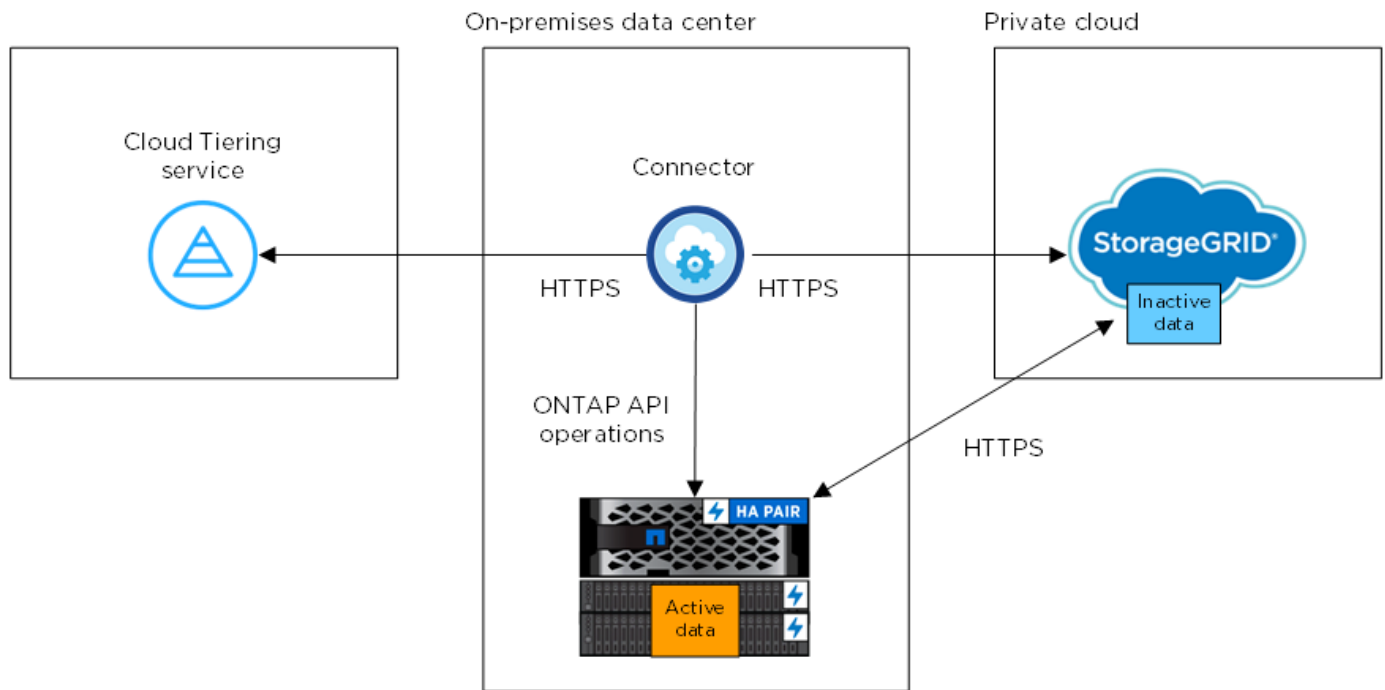 On-premises data center
Private cloud
Cloud Tiering
service
Connector
StorageGRID®
HTTPS
HTTPS
Inactive
data
ONTAP API
operations
HTTPS
HA PAIR
Active
data